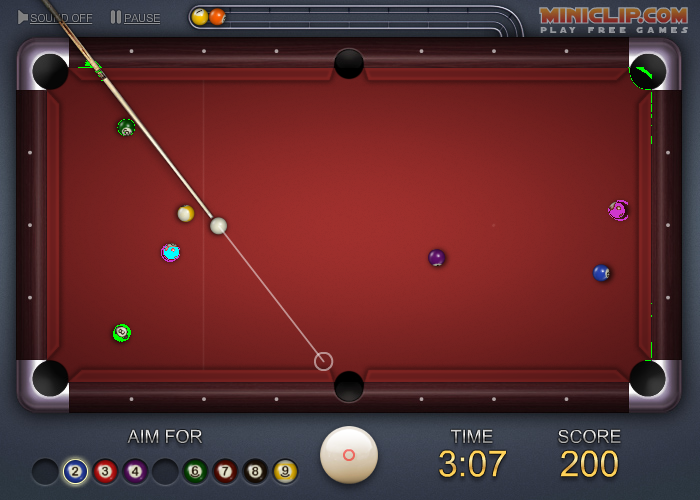 SOUND OFF PAUSE
MINICLIP.COM
PLAY FREE GAMES
AIM FOR
2 3 4 6 7 8 9
TIME
3:07
SCORE
200